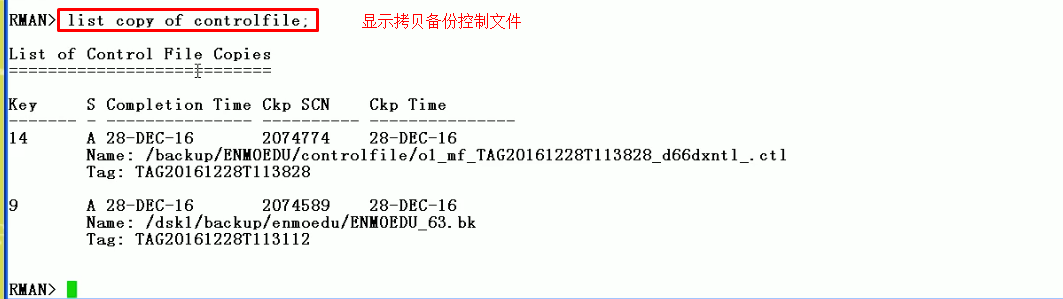 RMAN> list copy of controlfile; 显示拷贝备份控制文件
List of Control File Copies
===========================
Key S Completion Time Ckp SCN Ckp Time
------- - --------------- ---------- ---------------
14 A 28-DEC-16 2074774 28-DEC-16
Name: /backup/ENMOEDU/controlfile/o1_mf_TAG20161228T113828_d66dxntl_.ctl
Tag: TAG20161228T113828
9 A 28-DEC-16 2074589 28-DEC-16
Name: /dsk1/backup/enmoedu/ENMOEDU_63.bk
Tag: TAG20161228T113112
RMAN>